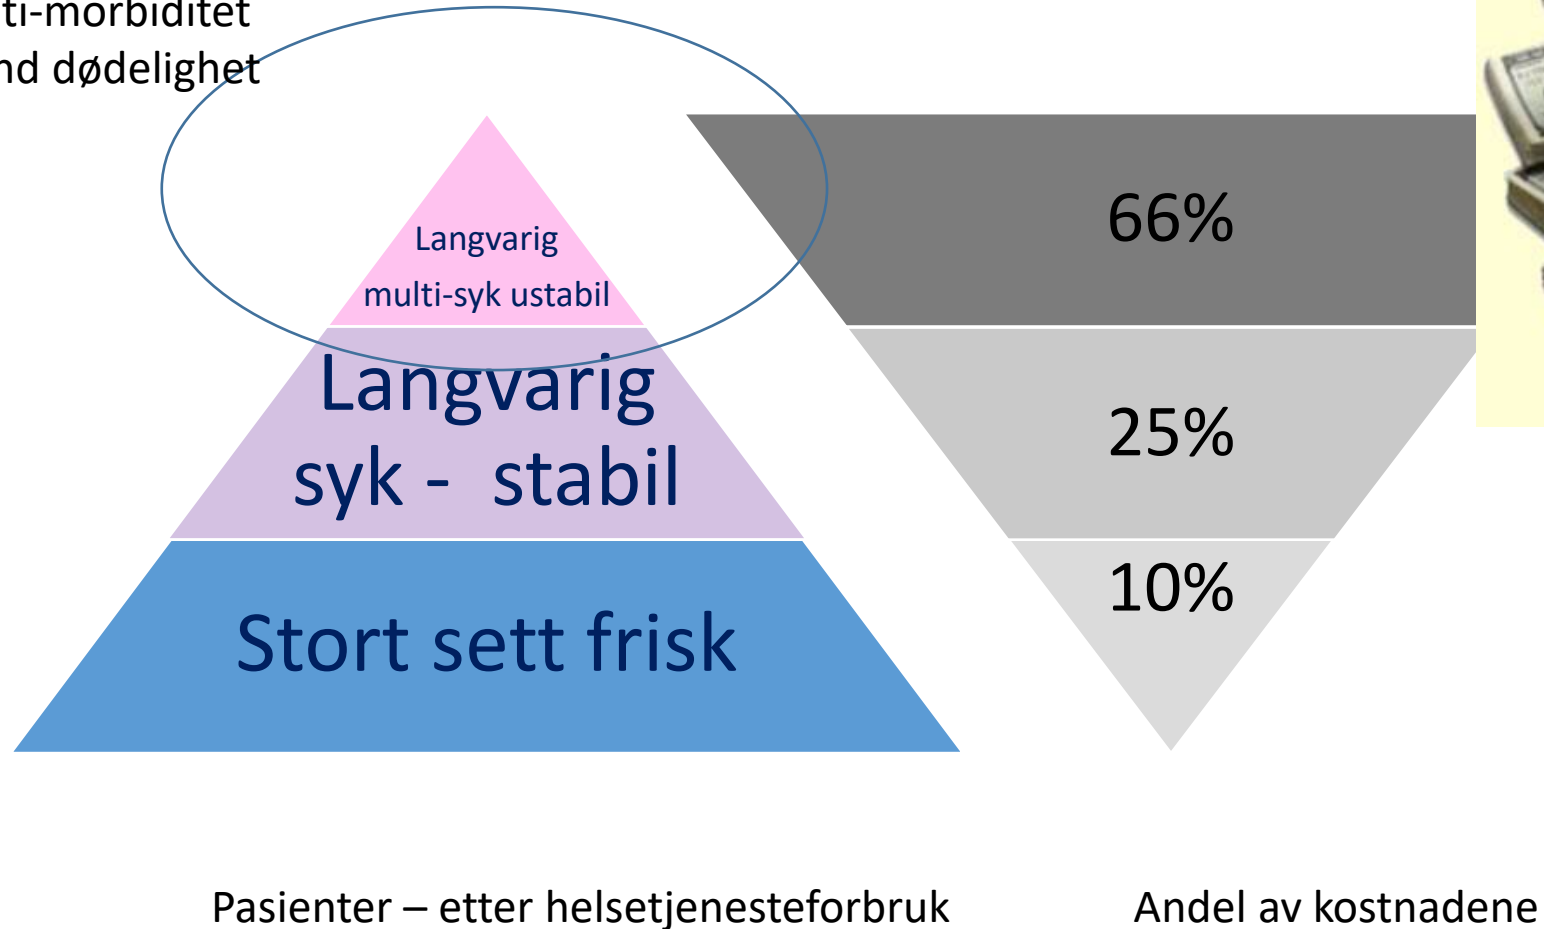 ti-morbiditet
nd dødelighet
Langvarig
multi-syk ustabil
66%
Langvarig
syk - stabil
25%
Stort sett frisk
10%
Pasienter – etter helsetjenesteforbruk
Andel av kostnadene